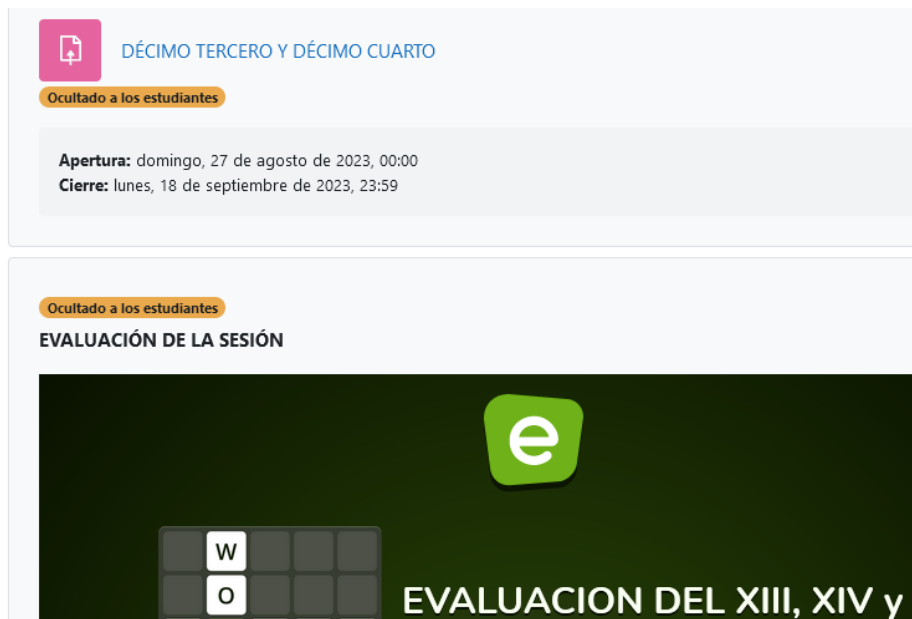 DÉCIMO TERCERO Y DÉCIMO CUARTO
Ocultado a los estudiantes
Apertura: domingo, 27 de agosto de 2023, 00:00
Cierre: lunes, 18 de septiembre de 2023, 23:59
Ocultado a los estudiantes
EVALUACIÓN DE LA SESIÓN
e
W
O
EVALUACION DEL XIII, XIV y